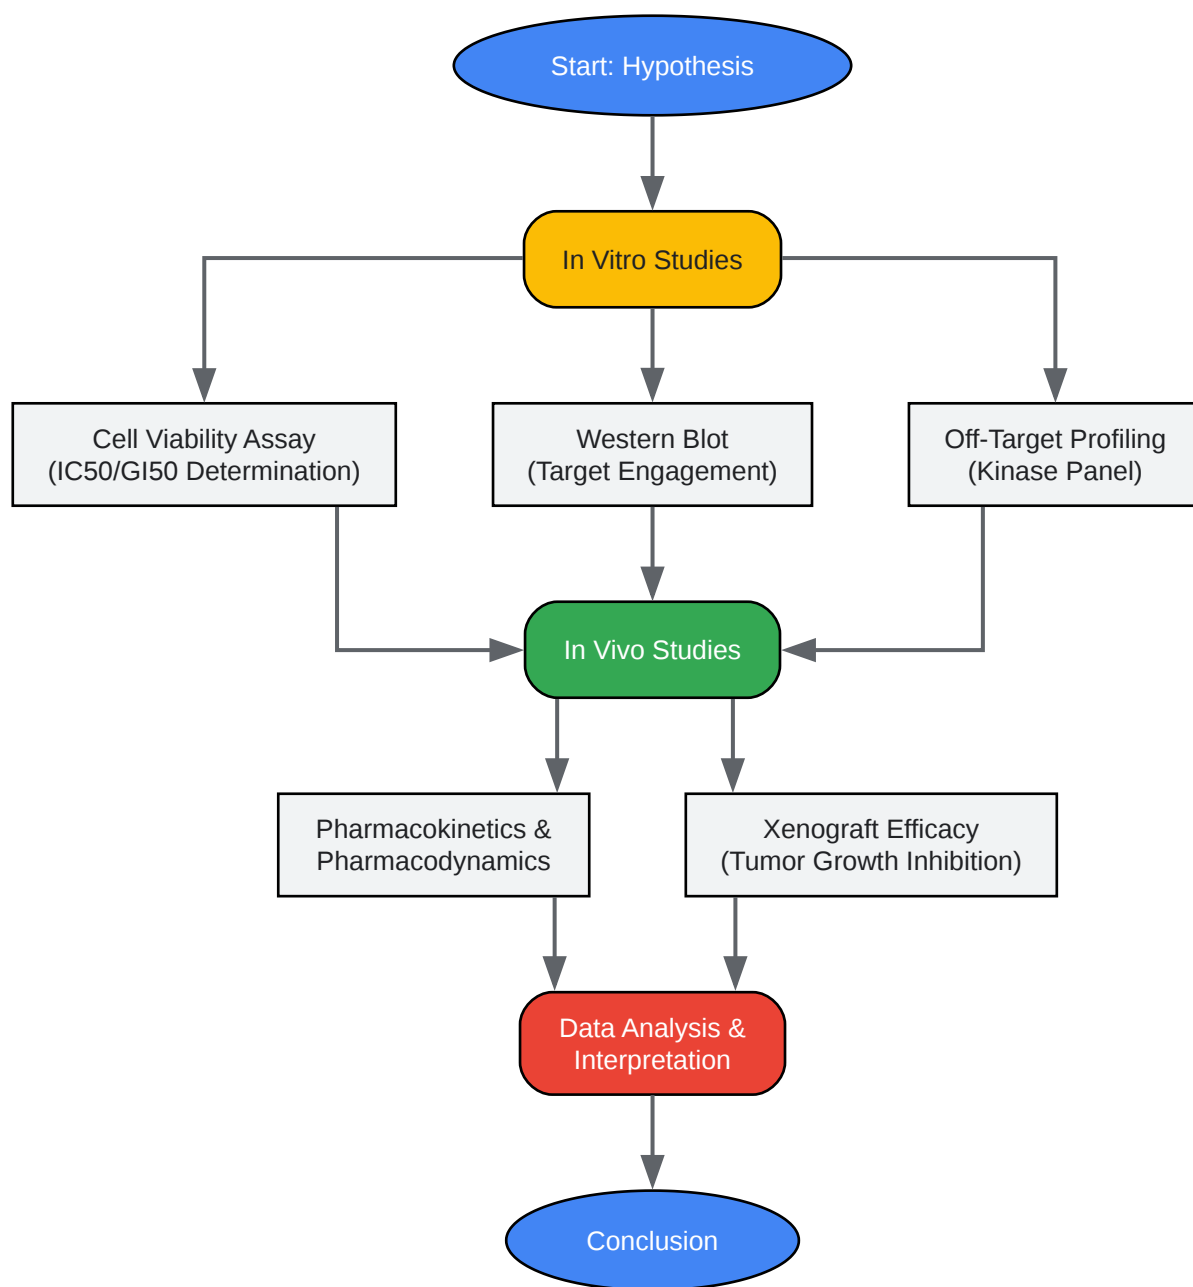 Start: Hypothesis
In Vitro Studies
Cell Viability Assay
(IC50/GI50 Determination)
Western Blot
(Target Engagement)
Off-Target Profiling
(Kinase Panel)
In Vivo Studies
Pharmacokinetics &
Pharmacodynamics
Xenograft Efficacy
(Tumor Growth Inhibition)
Data Analysis &
Interpretation
Conclusion